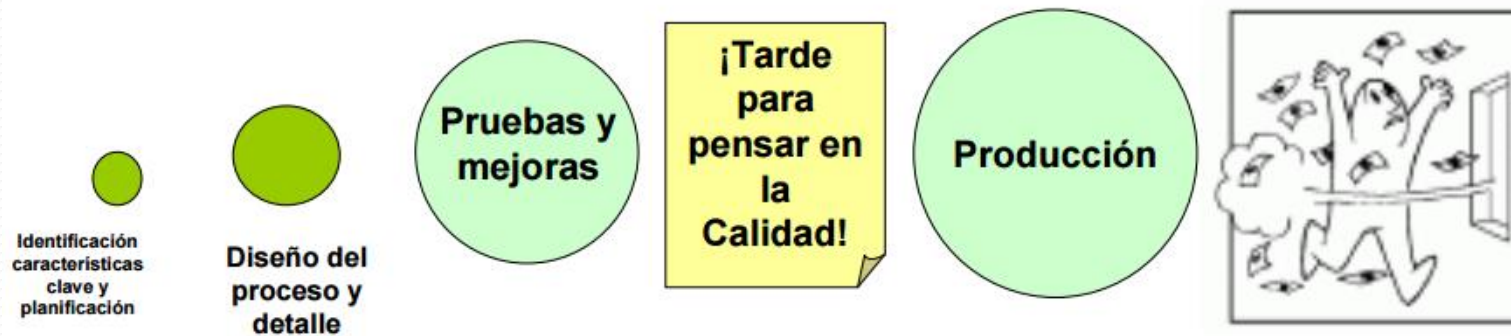 Identificación
características
clave y
planificación
Diseño del
proceso y
detalle
Pruebas y
mejoras
¡Tarde
para
pensar en
la
Calidad!
Producción